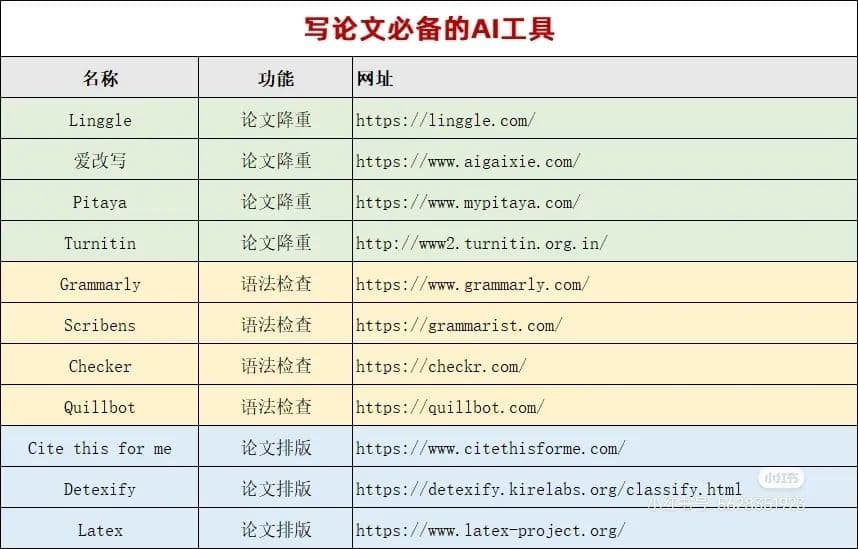 写论文必备的AI工具
名称 功能 网址
Linggle 论文降重 https://linggle.com/
爱改写 论文降重 https://www.aigaixie.com/
Pitaya 论文降重 https://www.mypitaya.com/
Turnitin 论文降重 http://www2.turnitin.org.in/
Grammarly 语法检查 https://www.grammarly.com/
Scribens 语法检查 https://grammarist.com/
Checker 语法检查 https://checkr.com/
Quillbot 语法检查 https://quillbot.com/
Cite this for me 论文排版 https://www.citethisforme.com/
Detexify 论文排版 https://detexify.kirelabs.org/classify.html
小红书
小红书号
Latex 论文排版 https://www.latex-project.org/